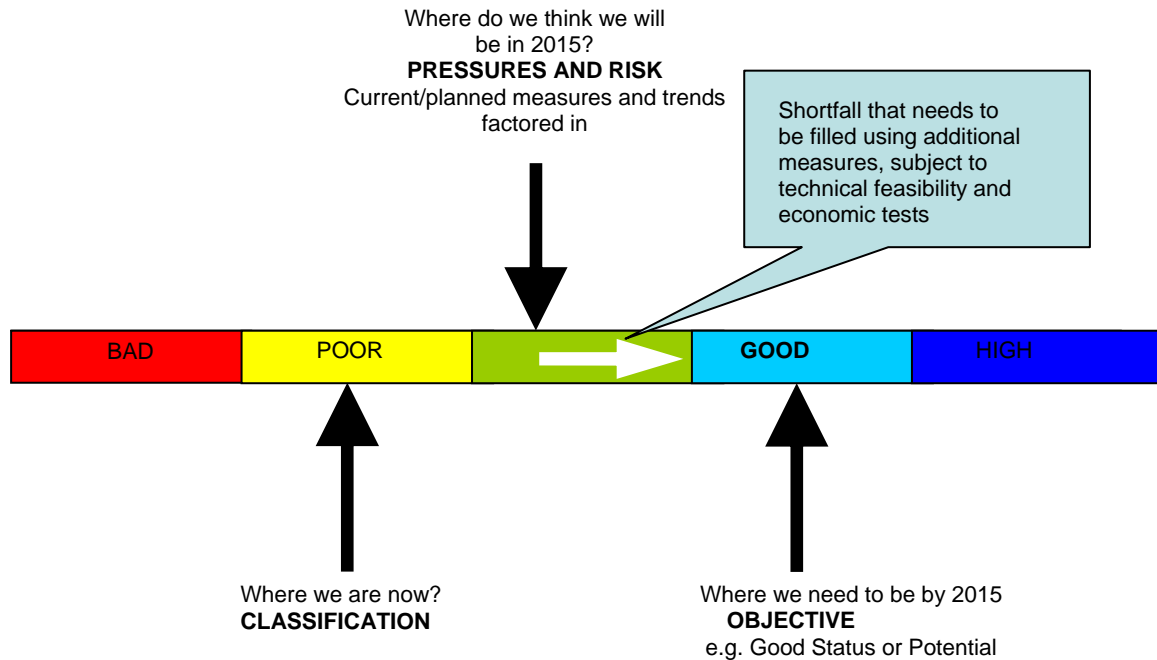 Where do we think we will
be in 2015?
PRESSURES AND RISK
Current/planned measures and trends
factored in
Shortfall that needs to
be filled using additional
measures, subject to
technical feasibility and
economic tests
BAD
POOR
GOOD
HIGH
Where we are now?
CLASSIFICATION
Where we need to be by 2015
OBJECTIVE
e.g. Good Status or Potential